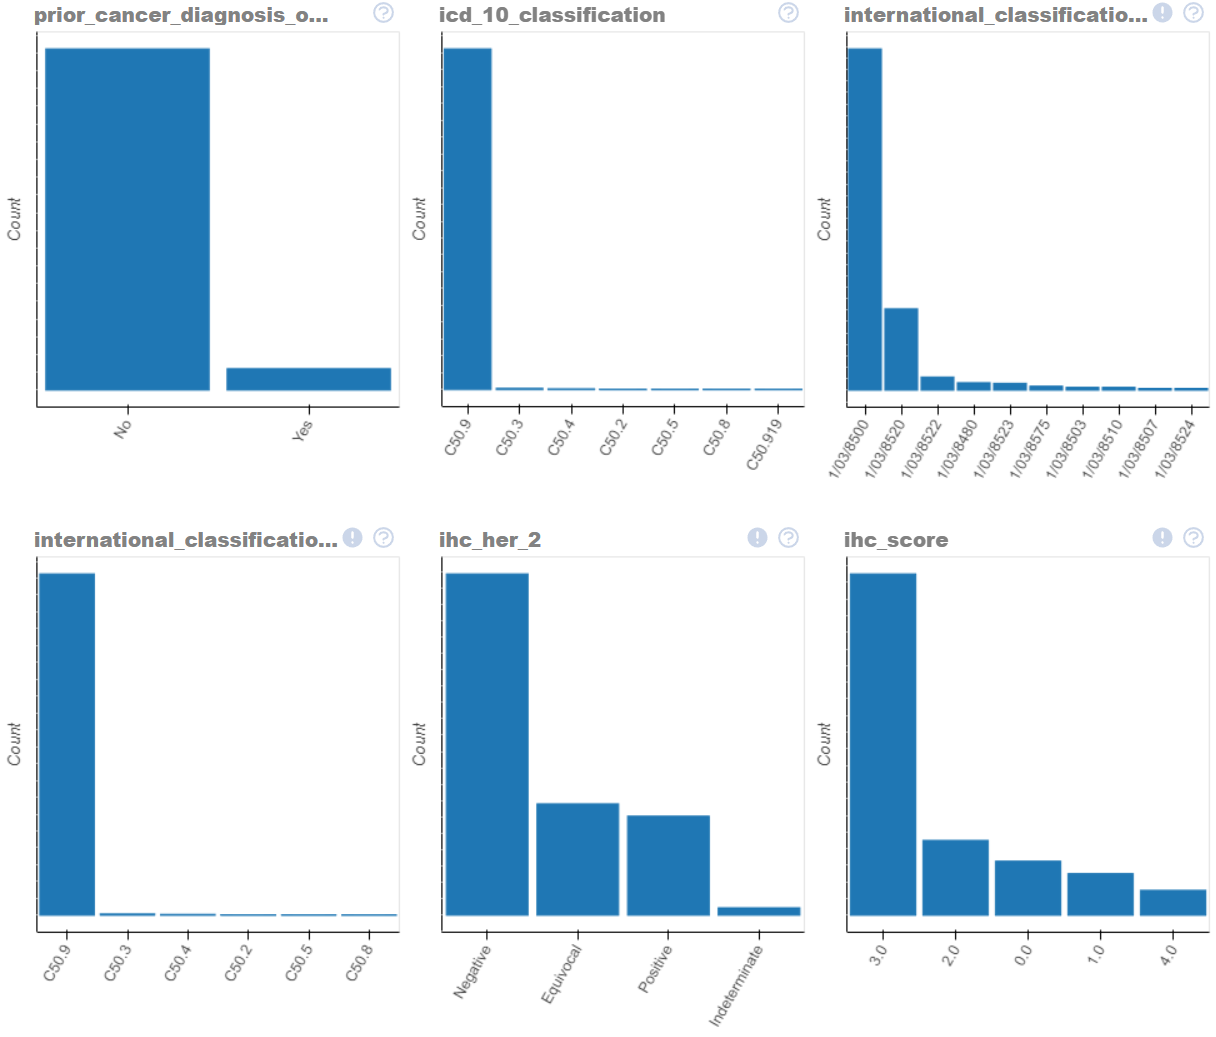 prior_cancer_diagnosis_o...
Count
No
Yes
icd_10_classification
Count
C50.9
C50.3
C50.4
C50.2
C50.5
C50.8
C50.919
international_classificatio...
Count
1/03/8500
1/03/8520
1/03/8522
1/03/8480
1/03/8523
1/03/8575
1/03/8503
1/03/8510
1/03/8507
1/03/8524
international_classificatio...
Count
C50.9
C50.3
C50.4
C50.2
C50.5
C50.8
ihc_her_2
Count
Negative
Equivocal
Positive
Indeterminate
ihc_score
Count
3.0
2.0
0.0
1.0
4.0